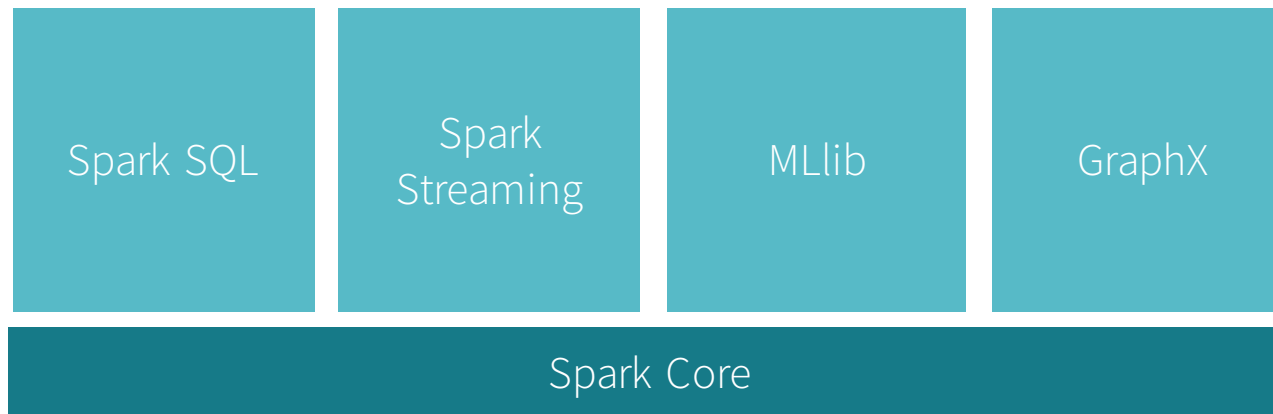 Spark SQL
Spark
Streaming
MLlib
GraphX
Spark Core